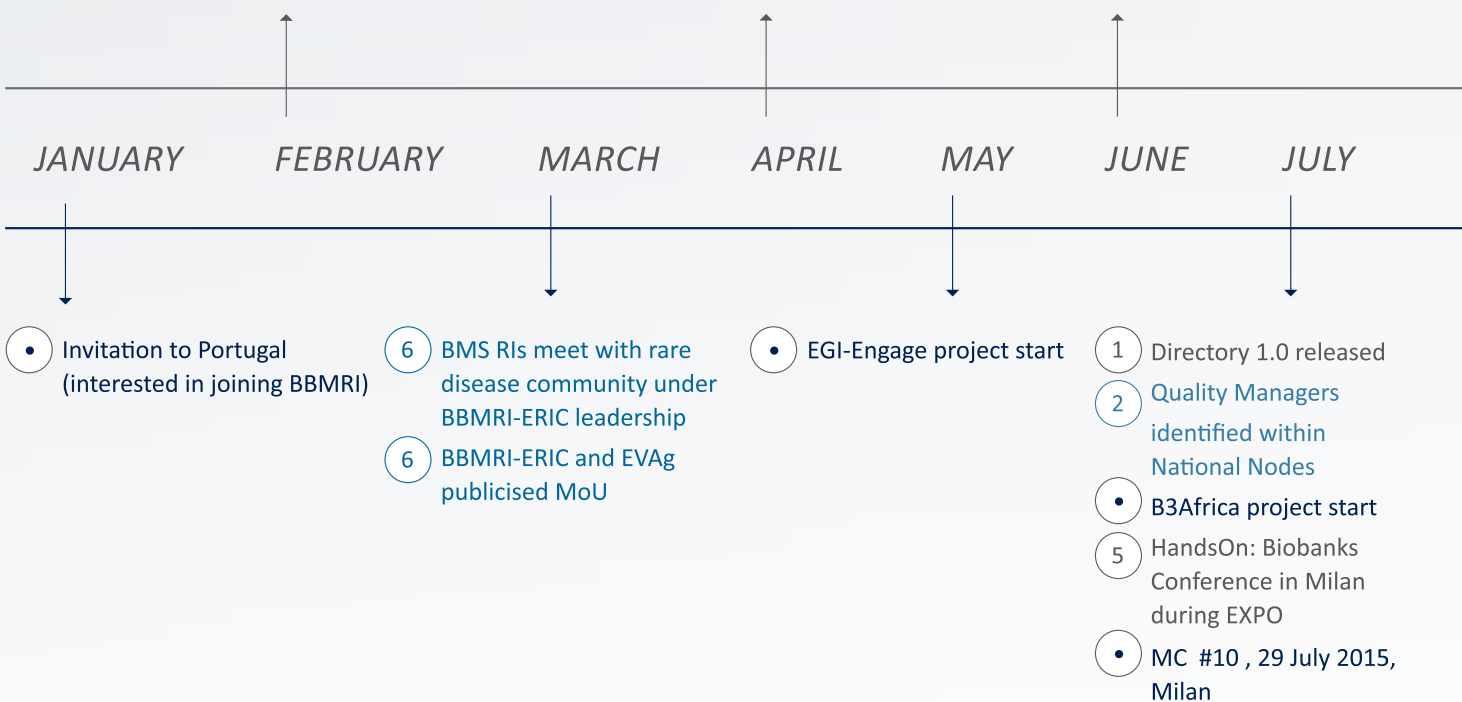 JANUARY FEBRUARY MARCH APRIL MAY JUNE JULY
Invitation to Portugal
(interested in joining BBMRI)
6 BMS RIs meet with rare
disease community under
BBMRI-ERIC leadership
6 BBMRI-ERIC and EVAg
publicised MoU
EGI-Engage project start
1 Directory 1.0 released
2 Quality Managers
identified within
National Nodes
B3Africa project start
5 HandsOn: Biobanks
Conference in Milan
during EXPO
MC #10 , 29 July 2015,
Milan